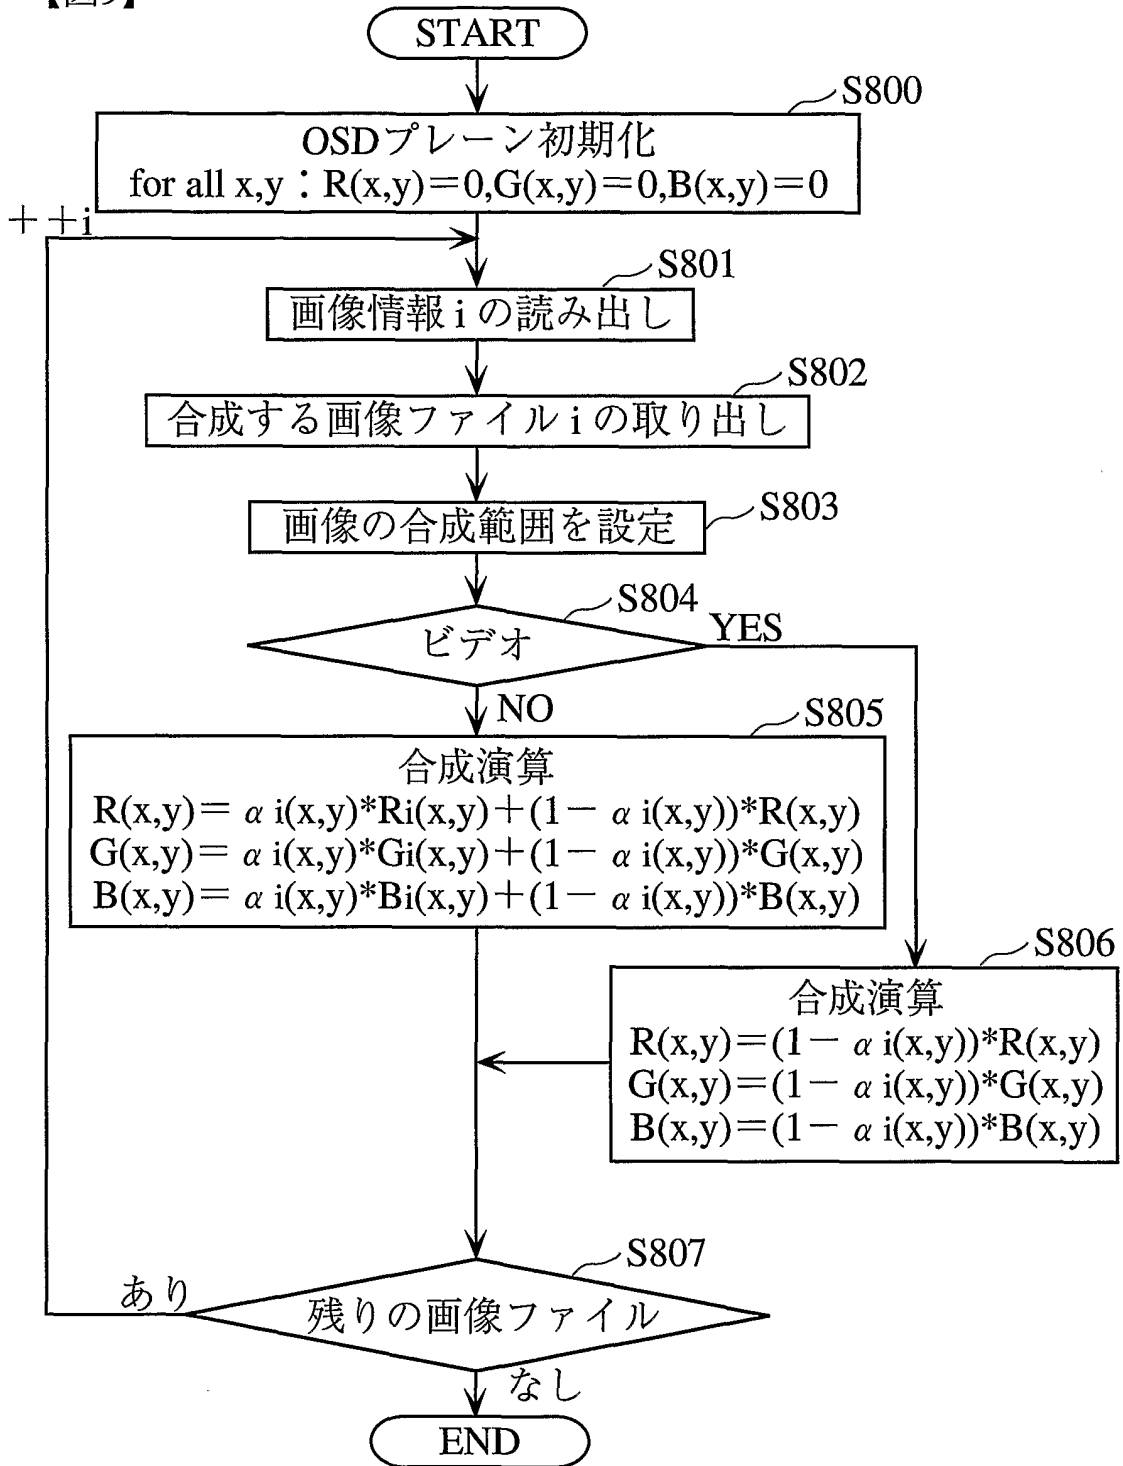 START
S800
OSDプレーン初期化
for all x,y：R(x,y)＝0,G(x,y)＝0,B(x,y)＝0
＋＋i
S801
画像情報 i の読み出し
S802
合成する画像ファイル i の取り出し
S803
画像の合成範囲を設定
S804
ビデオ
YES
NO
S805
合成演算
R(x,y)＝ α i(x,y)*Ri(x,y)＋(1－ α i(x,y))*R(x,y)
G(x,y)＝ α i(x,y)*Gi(x,y)＋(1－ α i(x,y))*G(x,y)
B(x,y)＝ α i(x,y)*Bi(x,y)＋(1－ α i(x,y))*B(x,y)
S806
合成演算
R(x,y)＝(1－ α i(x,y))*R(x,y)
G(x,y)＝(1－ α i(x,y))*G(x,y)
B(x,y)＝(1－ α i(x,y))*B(x,y)
S807
あり
残りの画像ファイル
なし
END